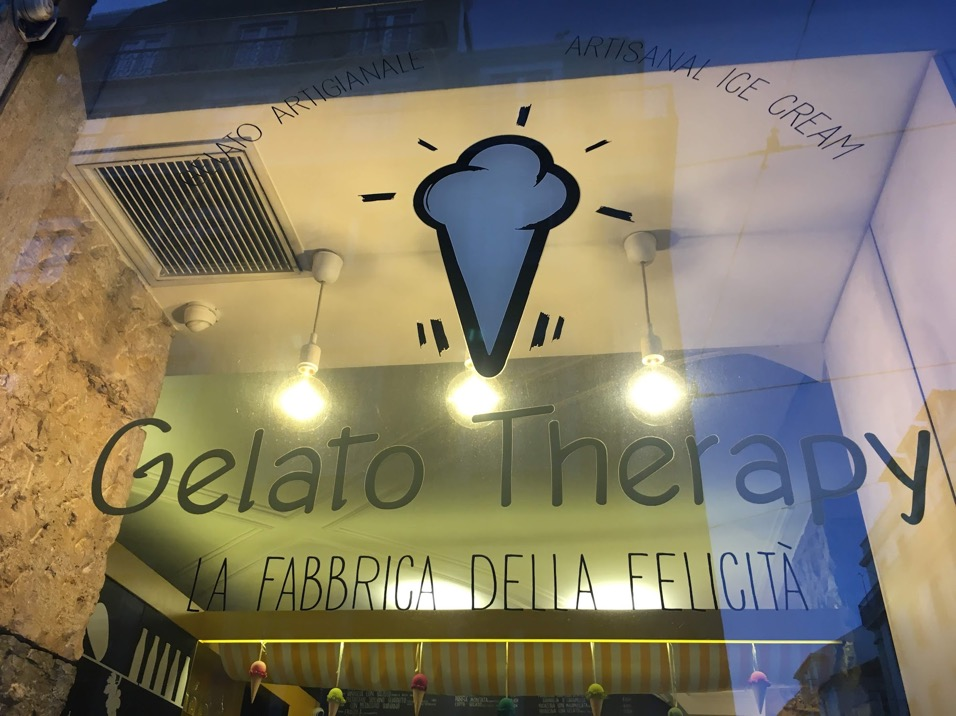 GELATO ARTIGIANALE
ARTISANAL ICE CREAM
Gelato Therapy
LA FABBRICA DELLA FELICITÀ